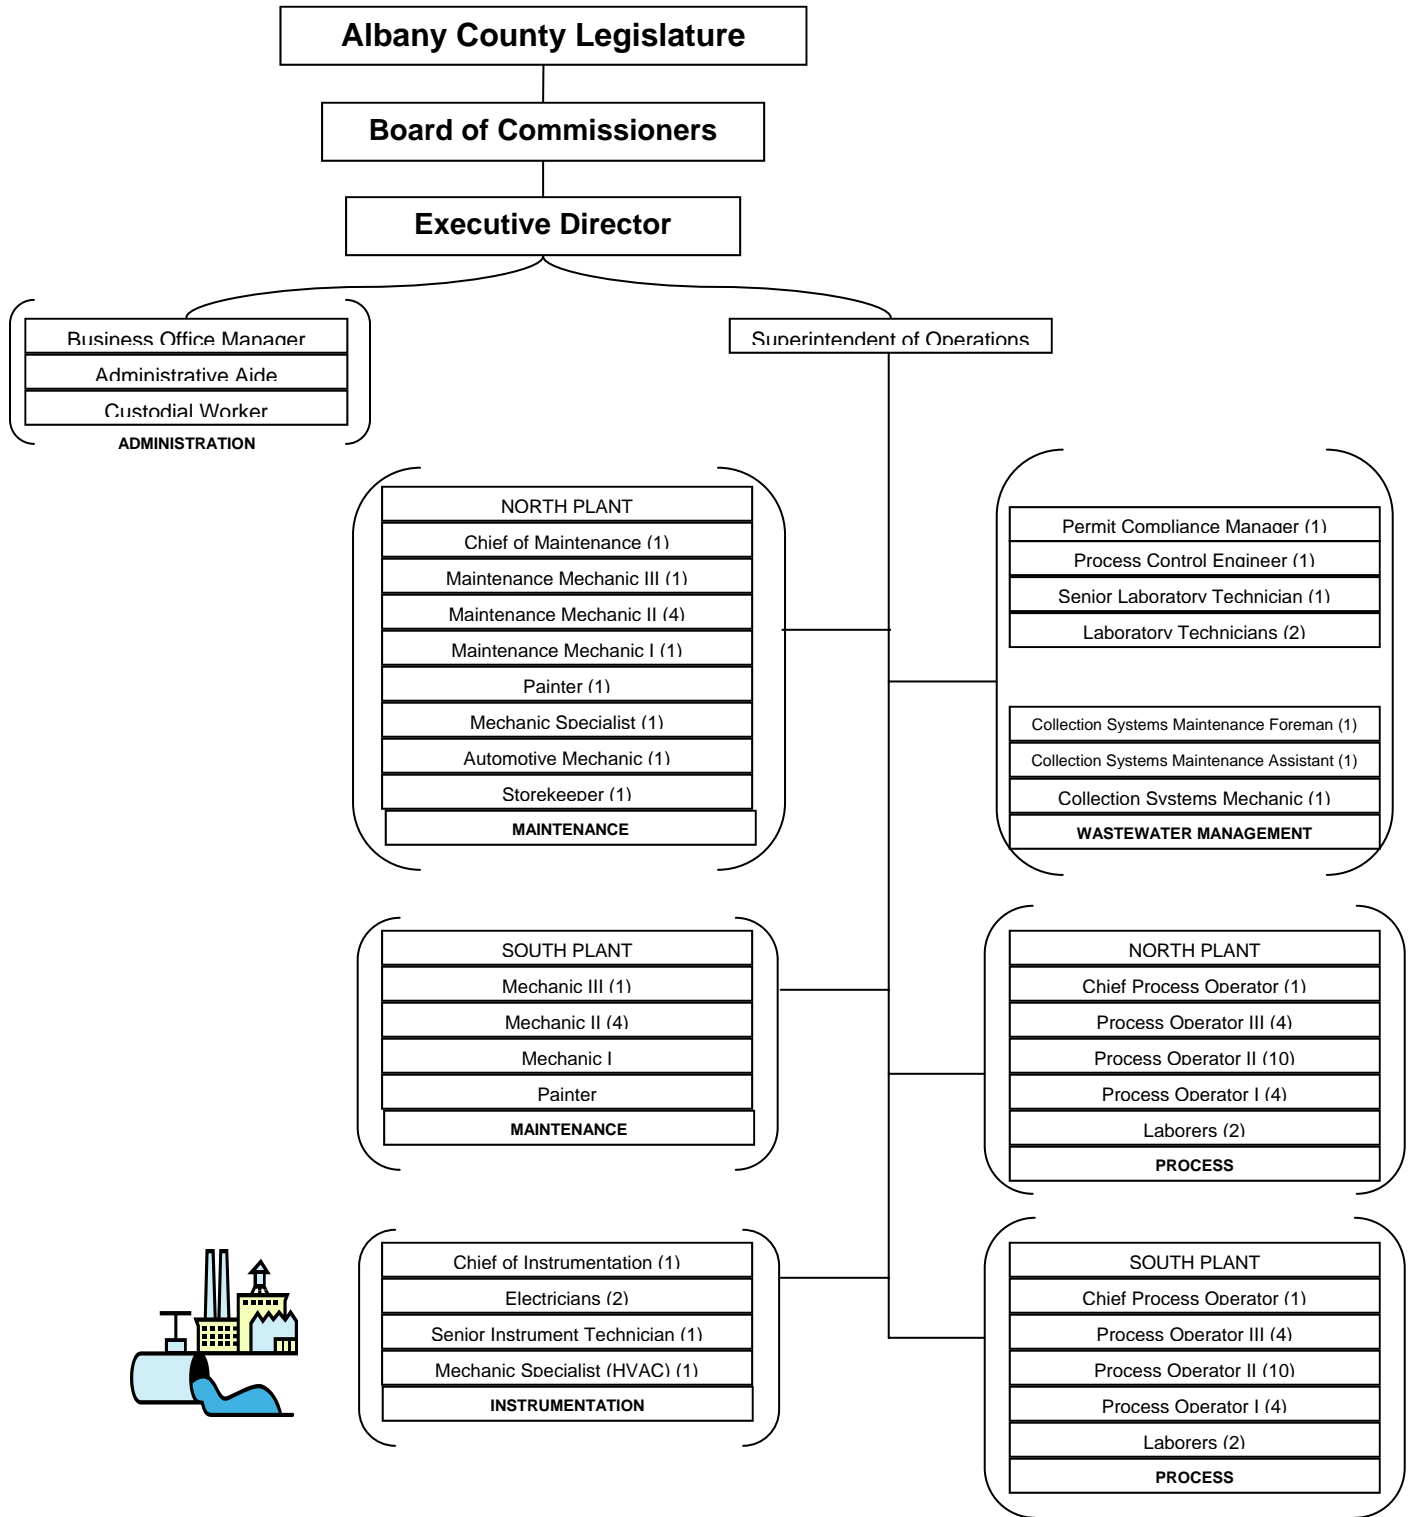 Albany County Legislature
Board of Commissioners
Executive Director
Business Office Manager
Administrative Aide
Custodial Worker
ADMINISTRATION
Superintendent of Operations
NORTH PLANT
Chief of Maintenance (1)
Maintenance Mechanic III (1)
Maintenance Mechanic II (4)
Maintenance Mechanic I (1)
Painter (1)
Mechanic Specialist (1)
Automotive Mechanic (1)
Storekeeper (1)
MAINTENANCE
Permit Compliance Manager (1)
Process Control Engineer (1)
Senior Laboratory Technician (1)
Laboratory Technicians (2)
Collection Systems Maintenance Foreman (1)
Collection Systems Maintenance Assistant (1)
Collection Systems Mechanic (1)
WASTEWATER MANAGEMENT
SOUTH PLANT
Mechanic III (1)
Mechanic II (4)
Mechanic I
Painter
MAINTENANCE
NORTH PLANT
Chief Process Operator (1)
Process Operator III (4)
Process Operator II (10)
Process Operator I (4)
Laborers (2)
PROCESS
Chief of Instrumentation (1)
Electricians (2)
Senior Instrument Technician (1)
Mechanic Specialist (HVAC) (1)
INSTRUMENTATION
SOUTH PLANT
Chief Process Operator (1)
Process Operator III (4)
Process Operator II (10)
Process Operator I (4)
Laborers (2)
PROCESS